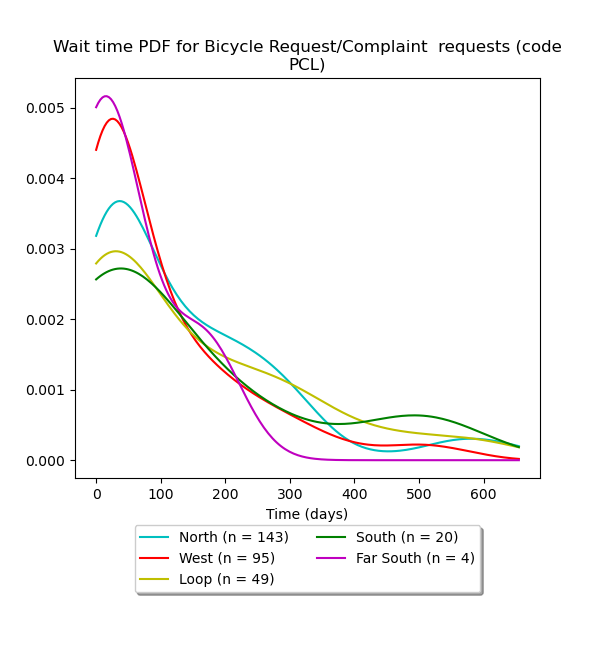 Wait time PDF for Bicycle Request/Complaint  requests (code
PCL)
0.005
0.004
0.003
0.002
0.001
0.000
0 100 200 300 400 500 600
Time (days)
North (n = 143)
West (n = 95)
Loop (n = 49)
South (n = 20)
Far South (n = 4)